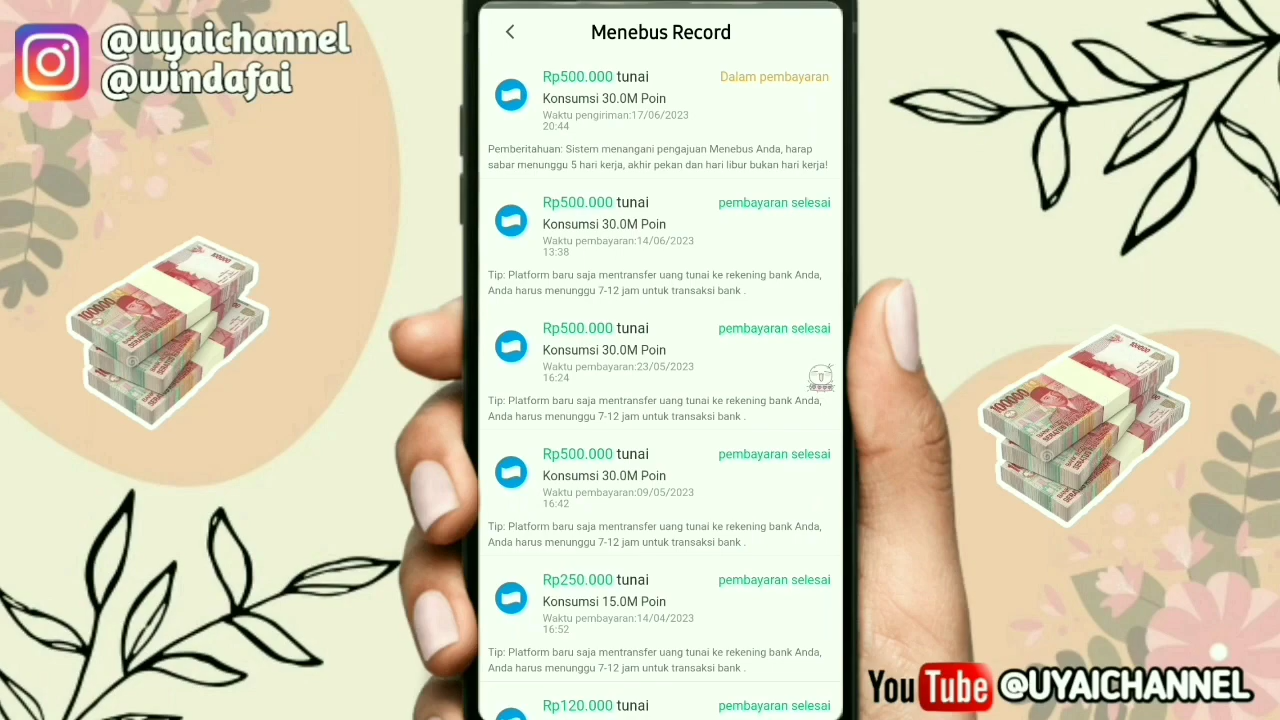 @uyaichannel
@windafai
Menebus Record
Rp500.000 tunai
Dalam pembayaran
Konsumsi 30.0M Poin
Waktu pengiriman:17/06/2023
20:44
Pemberitahuan: Sistem menangani pengajuan Menebus Anda, harap
sabar menunggu 5 hari kerja, akhir pekan dan hari libur bukan hari kerja!
Rp500.000 tunai
pembayaran selesai
Konsumsi 30.0M Poin
Waktu pembayaran:14/06/2023
13:38
Tip: Platform baru saja mentransfer uang tunai ke rekening bank Anda,
Anda harus menunggu 7-12 jam untuk transaksi bank .
Rp500.000 tunai
pembayaran selesai
Konsumsi 30.0M Poin
Waktu pembayaran:23/05/2023
16:24
Tip: Platform baru saja mentransfer uang tunai ke rekening bank Anda,
Anda harus menunggu 7-12 jam untuk transaksi bank .
Rp500.000 tunai
pembayaran selesai
Konsumsi 30.0M Poin
Waktu pembayaran:09/05/2023
16:42
Tip: Platform baru saja mentransfer uang tunai ke rekening bank Anda,
Anda harus menunggu 7-12 jam untuk transaksi bank .
Rp250.000 tunai
pembayaran selesai
Konsumsi 15.0M Poin
Waktu pembayaran:14/04/2023
16:52
Tip: Platform baru saja mentransfer uang tunai ke rekening bank Anda,
Anda harus menunggu 7-12 jam untuk transaksi bank .
Rp120.000 tunai
pembayaran selesai
100000
100000
100000
100000
YouTube @UYAICHANNEL